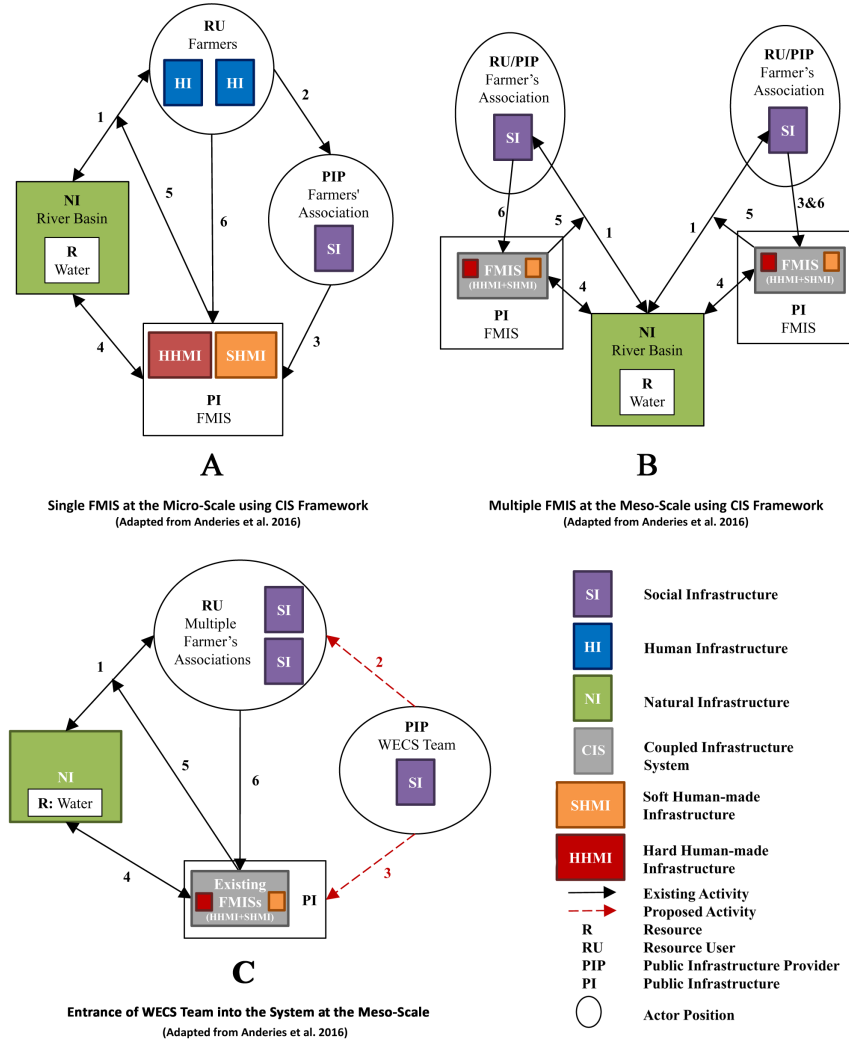 RU
Farmers
HI
HI
1
2
NI
River Basin
R
Water
5
6
PIP
Farmers'
Association
SI
4
3
HHMI
SHMI
PI
FMIS
A
Single FMIS at the Micro-Scale using CIS Framework
(Adapted from Anderies et al. 2016)
RU/PIP
Farmer's
Association
SI
RU/PIP
Farmer's
Association
SI
6
5
1
1
3&6
5
FMIS
(HHMI+SHMI)
4
4
FMIS
(HHMI+SHMI)
PI
FMIS
PI
FMIS
NI
River Basin
R
Water
B
Multiple FMIS at the Meso-Scale using CIS Framework
(Adapted from Anderies et al. 2016)
RU
Multiple
Farmer's
Associations
SI
SI
1
2
NI
R: Water
5
6
PIP
WECS Team
SI
4
3
Existing
FMISs
(HHMI+SHMI)
PI
C
Entrance of WECS Team into the System at the Meso-Scale
(Adapted from Anderies et al. 2016)
SI
Social Infrastructure
HI
Human Infrastructure
NI
Natural Infrastructure
CIS
Coupled Infrastructure
System
SHMI
Soft Human-made
Infrastructure
HHMI
Hard Human-made
Infrastructure
Existing Activity
Proposed Activity
R Resource
RU Resource User
PIP Public Infrastructure Provider
PI Public Infrastructure
Actor Position